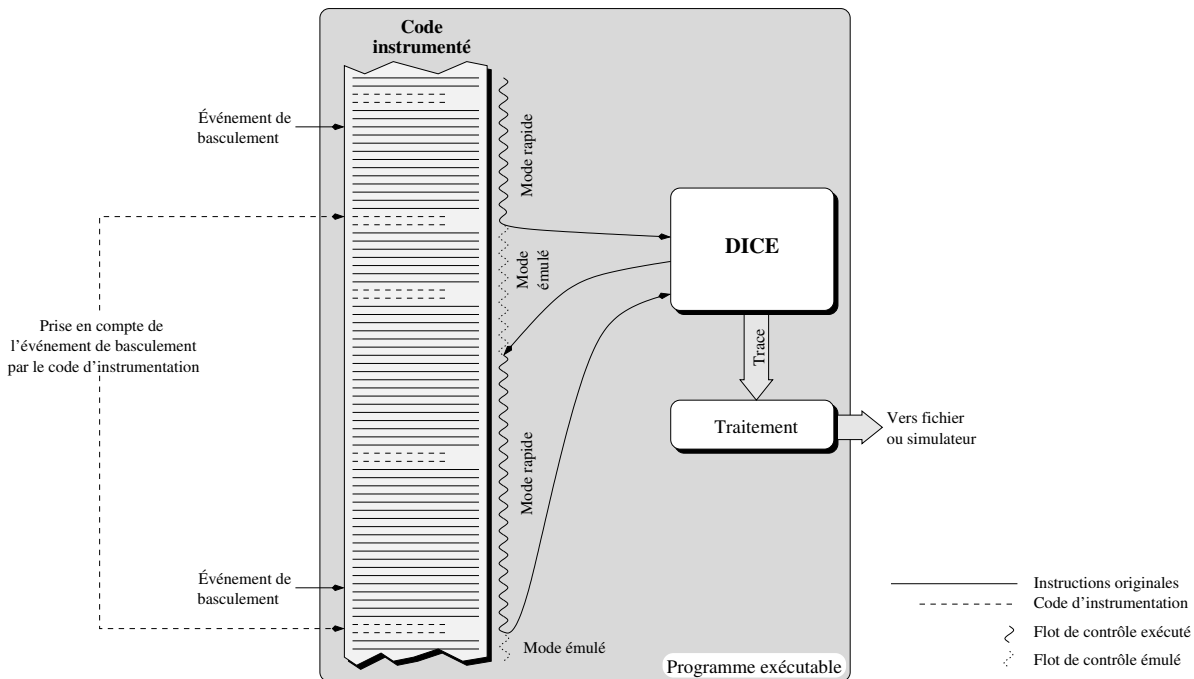 Code
instrumenté
Événement de
basculement
Mode rapide
DICE
Mode
émulé
Prise en compte de
l'événement de basculement
par le code d'instrumentation
Trace
Traitement
Vers fichier
ou simulateur
Mode rapide
Événement de
basculement
Mode émulé
Programme exécutable
Instructions originales
Code d'instrumentation
Flot de contrôle exécuté
Flot de contrôle émulé